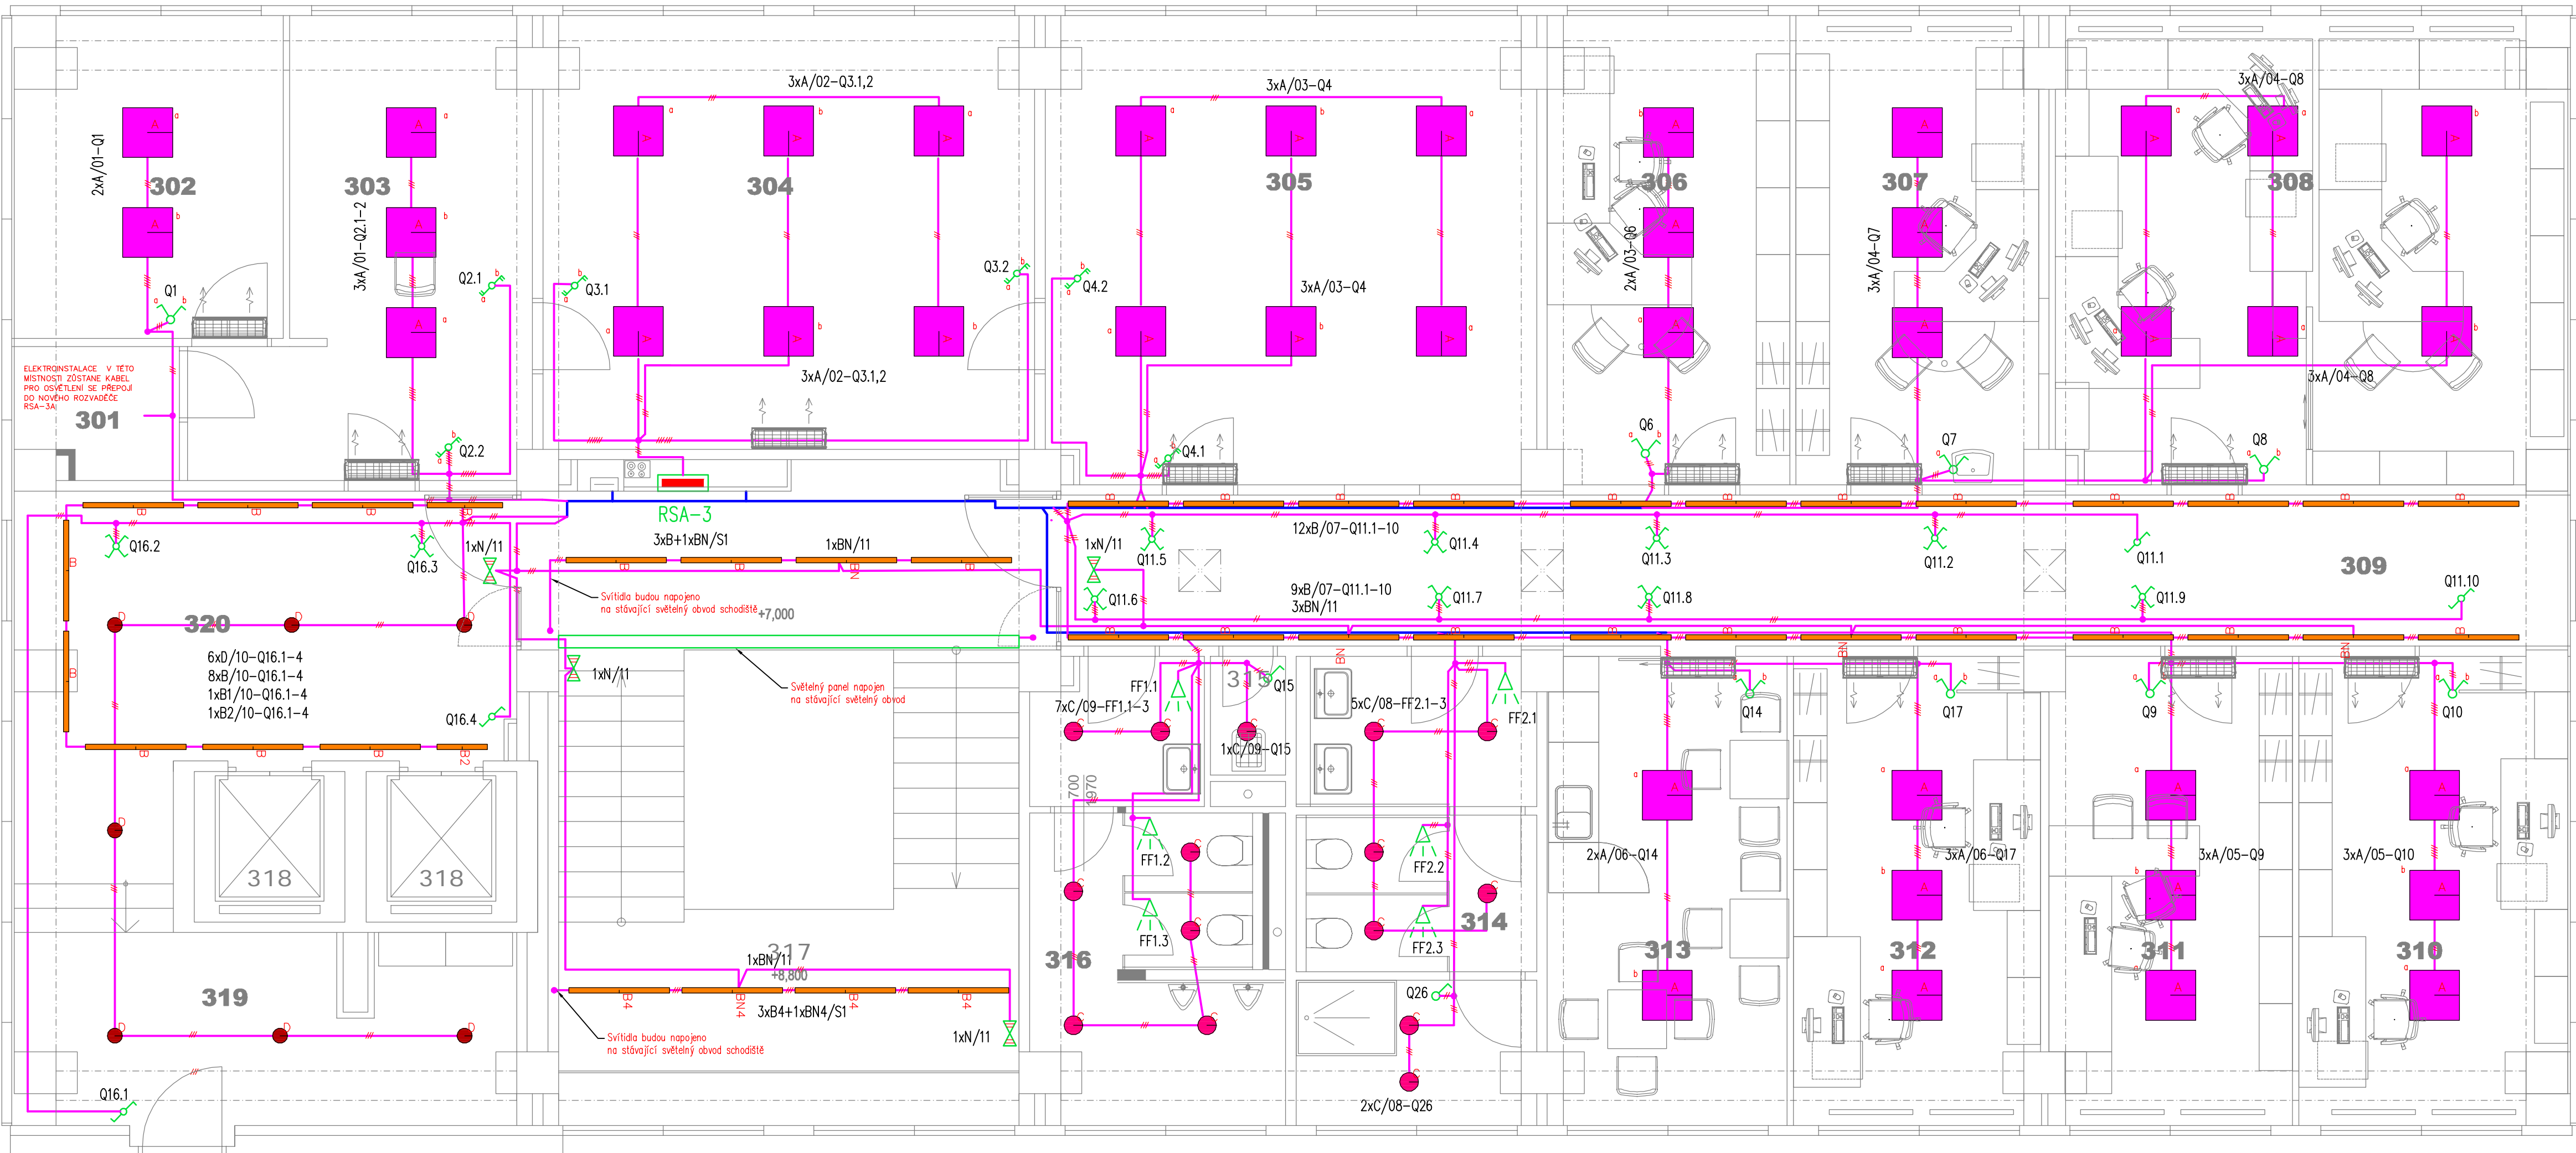 3xA/02-Q3.1,2
3xA/03-Q4
3xA/04-Q8
2xA/01-Q1
302
303
304
305
306
307
308
3xA/01-Q2.1-2
2xA/03-Q6
3xA/04-Q7
Q1
Q2.1
Q3.1
Q3.2
Q4.2
3xA/03-Q4
3xA/02-Q3.1,2
3xA/04-Q8
ELEKTROINSTALACE V TÉTO
MÍSTNOSTI ZŮSTANE KABEL
PRO OSVĚTLENÍ SE PŘEPOJÍ
DO NOVÉHO ROZVADĚČE
RSA-3A
301
Q2.2
Q4.1
Q6
Q7
Q8
RSA-3
3xB+1xBN/S1
1xBN/11
1xN/11
1xN/11
12xB/07-Q11.1-10
Q16.2
Q16.3
Q11.5
Q11.4
Q11.3
Q11.2
Q11.1
309
Svítidla budou napojeno
na stávající světelný obvod schodiště
+7,000
Q11.6
9xB/07-Q11.1-10
3xBN/11
Q11.7
Q11.8
Q11.9
Q11.10
320
6xD/10-Q16.1-4
8xB/10-Q16.1-4
1xB1/10-Q16.1-4
1xB2/10-Q16.1-4
Q16.4
1xN/11
Světelný panel napojen
na stávající světelný obvod
FF1.1
315
Q15
7xC/09-FF1.1-3
5xC/08-FF2.1-3
FF2.1
Q14
Q17
Q9
Q10
1xC/09-Q15
700
1970
318
318
FF1.2
FF2.2
2xA/06-Q14
3xA/06-Q17
3xA/05-Q9
3xA/05-Q10
FF1.3
FF2.3
314
316
313
312
311
310
317
1xBN/11
+8,800
319
B4
BN4
B4
B4
3xB4+1xBN4/S1
Svítidla budou napojeno
na stávající světelný obvod schodiště
1xN/11
Q26
Q16.1
2xC/08-Q26